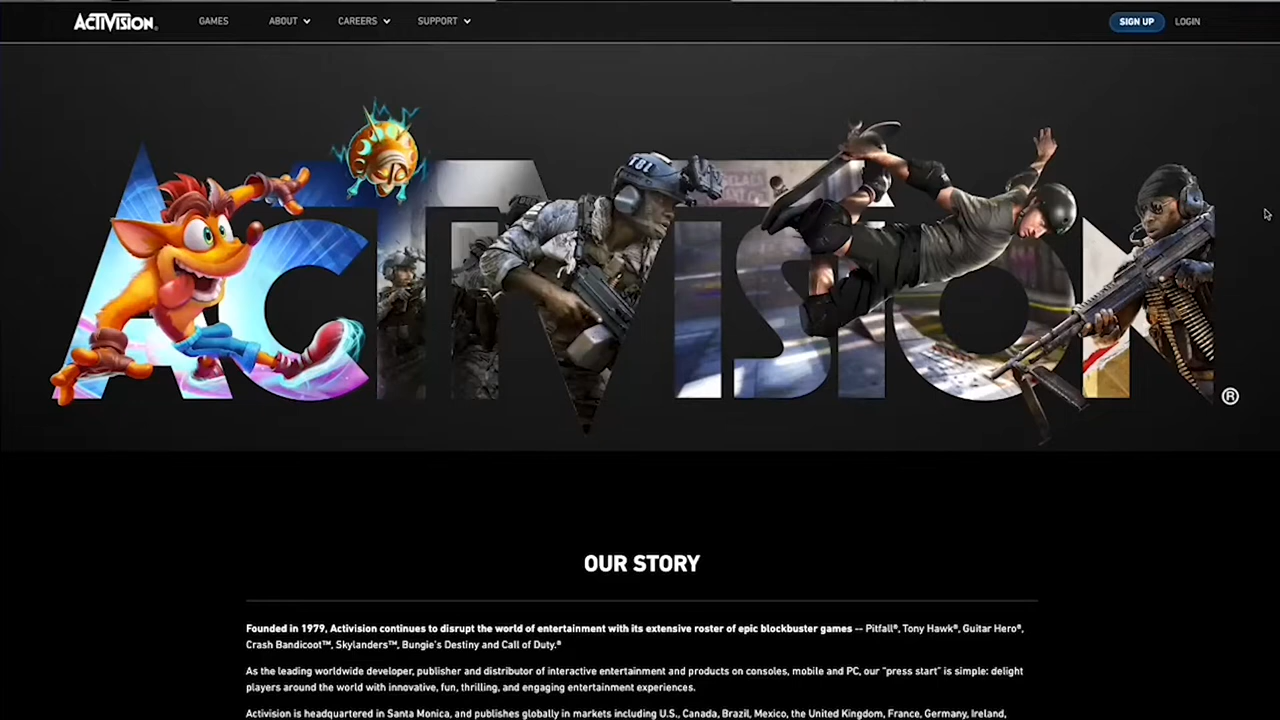 ACTIVISION® GAMES ABOUT CAREERS SUPPORT SIGN UP LOGIN
ACTIVISION®
T8L
OUR STORY
Founded in 1979, Activision continues to disrupt the world of entertainment with its extensive roster of epic blockbuster games -- Pitfall®, Tony Hawk®, Guitar Hero®,
Crash Bandicoot™, Skylanders™, Bungie's Destiny and Call of Duty.®
As the leading worldwide developer, publisher and distributor of interactive entertainment and products on consoles, mobile and PC, our "press start" is simple: delight
players around the world with innovative, fun, thrilling, and engaging entertainment experiences.
Activision is headquartered in Santa Monica, and publishes globally in markets including U.S., Canada, Brazil, Mexico, the United Kingdom, France, Germany, Ireland,